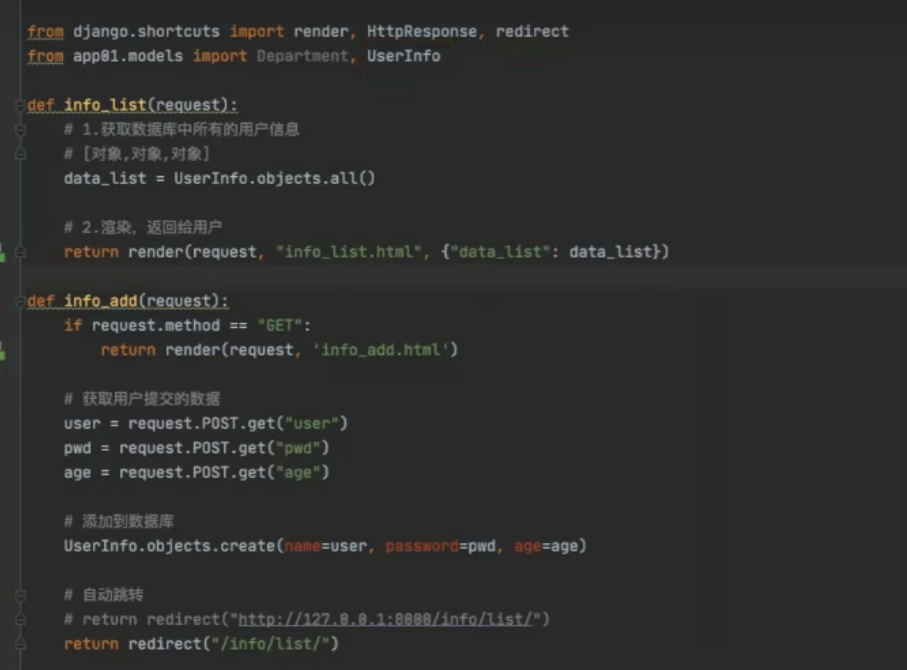 from django.shortcuts import render, HttpResponse, redirect
from app01.models import Department, UserInfo
def info_list(request):
# 1.获取数据库中所有的用户信息
# [对象,对象,对象]
data_list = UserInfo.objects.all()
# 2.渲染，返回给用户
return render(request, "info_list.html", {"data_list": data_list})
def info_add(request):
if request.method == "GET":
return render(request, 'info_add.html')
# 获取用户提交的数据
user = request.POST.get("user")
pwd = request.POST.get("pwd")
age = request.POST.get("age")
# 添加到数据库
UserInfo.objects.create(name=user, password=pwd, age=age)
# 自动跳转
# return redirect("http://127.0.0.1:8000/info/list/")
return redirect("/info/list/")